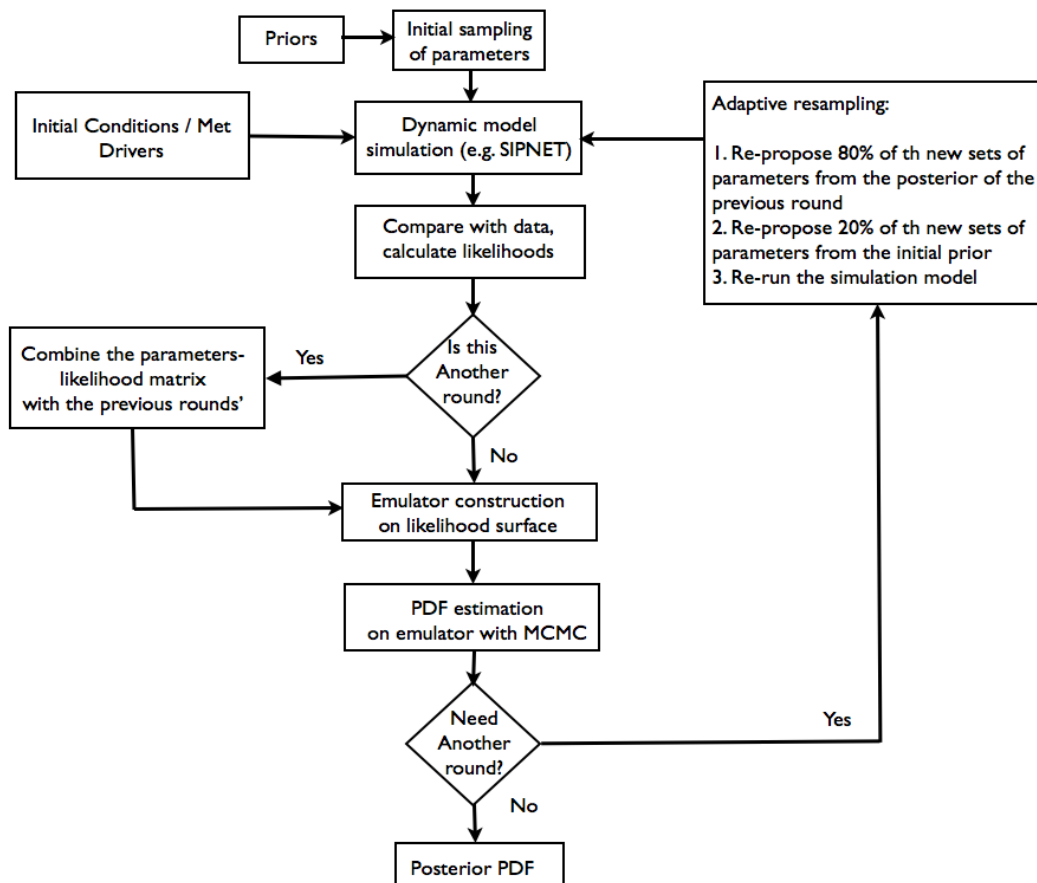 Priors
Initial sampling
of parameters
Initial Conditions / Met
Drivers
Dynamic model
simulation (e.g. SIPNET)
Adaptive resampling:
1. Re-propose 80% of th new sets of
parameters from the posterior of the
previous round
2. Re-propose 20% of th new sets of
parameters from the initial prior
3. Re-run the simulation model
Compare with data,
calculate likelihoods
Is this
Another
round?
Yes
Combine the parameters-
likelihood matrix
with the previous rounds’
No
Emulator construction
on likelihood surface
PDF estimation
on emulator with MCMC
Need
Another
round?
Yes
No
Posterior PDF